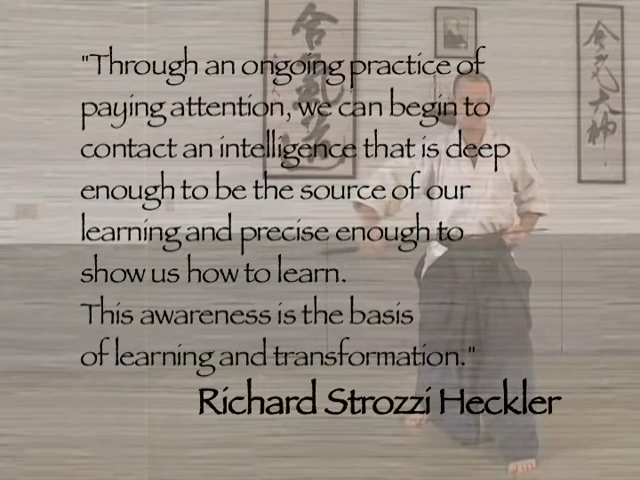 "Through an ongoing practice of
paying attention, we can begin to
contact an intelligence that is deep
enough to be the source of our
learning and precise enough to
show us how to learn.
This awareness is the basis
of learning and transformation."
Richard Strozzi Heckler